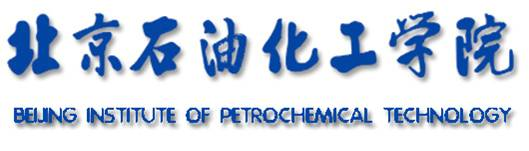 北京石油化工学院
BEIJING INSTITUTE OF PETROCHEMICAL TECHNOLOGY